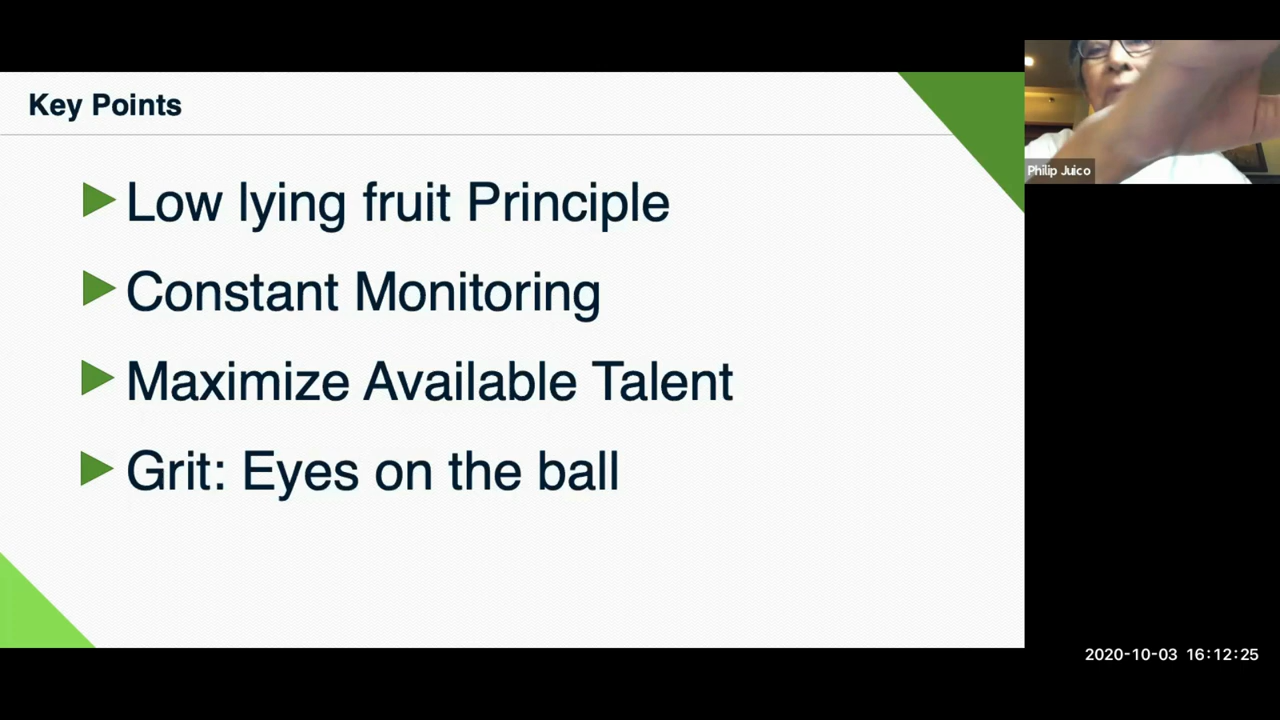 Key Points
Low lying fruit Principle
Constant Monitoring
Maximize Available Talent
Grit: Eyes on the ball
Philip Juico
2020-10-03 16:12:25